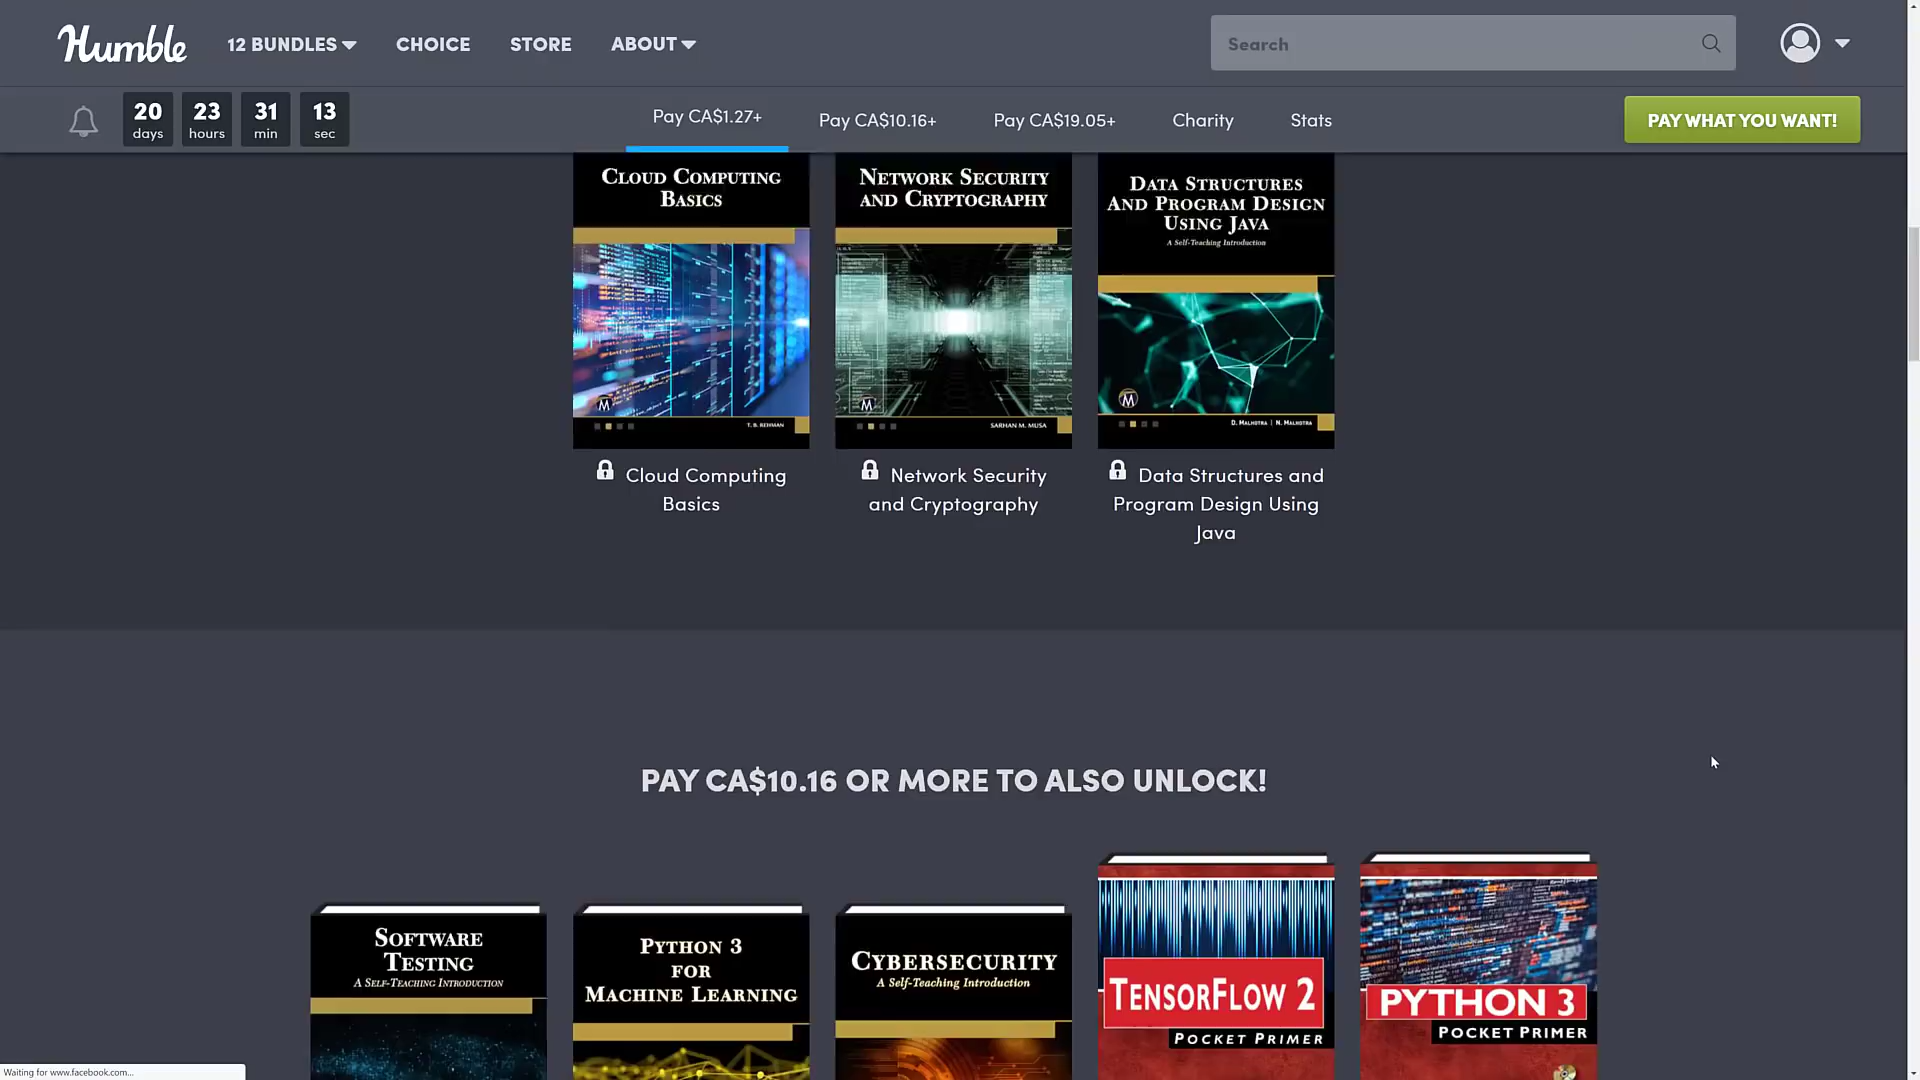 Humble
12 BUNDLES
CHOICE
STORE
ABOUT
Search
20
days
23
hours
31
min
13
sec
Pay CA$1.27+
Pay CA$10.16+
Pay CA$19.05+
Charity
Stats
PAY WHAT YOU WANT!
CLOUD COMPUTING
BASICS
M
T. B. REHMAN
NETWORK SECURITY
AND CRYPTOGRAPHY
M
SARHAN M. MUSA
DATA STRUCTURES
AND PROGRAM DESIGN
USING JAVA
A Self-Teaching Introduction
M
D. MALHOTRA | N. MALHOTRA
Cloud Computing
Basics
Network Security
and Cryptography
Data Structures and
Program Design Using
Java
PAY CA$10.16 OR MORE TO ALSO UNLOCK!
SOFTWARE
TESTING
A SELF-TEACHING INTRODUCTION
PYTHON 3
FOR
MACHINE LEARNING
CYBERSECURITY
A Self-Teaching Introduction
TENSORFLOW 2
POCKET PRIMER
PYTHON 3
POCKET PRIMER
Waiting for www.facebook.com...